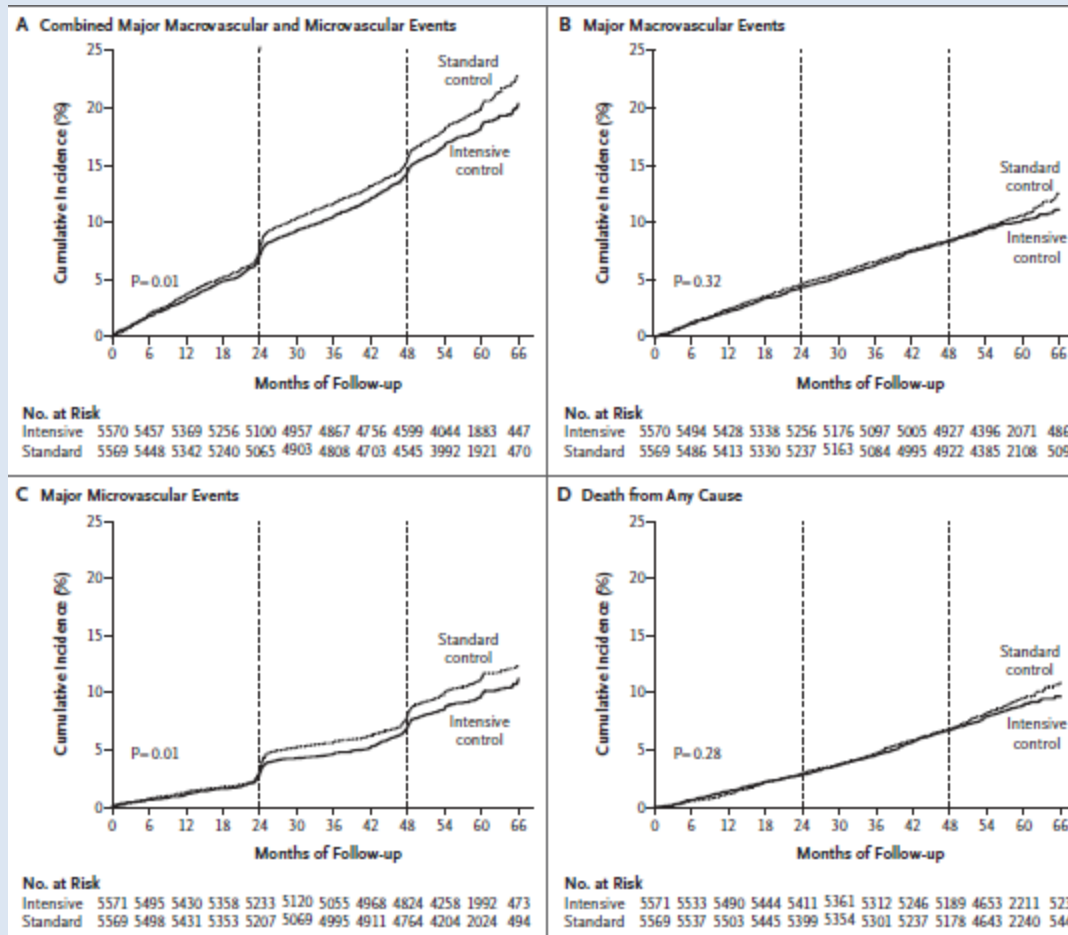 A Combined Major Macrovascular and Microvascular Events
25
20
15
10
5
0
Cumulative Incidence (%)
Standard
control
Intensive
control
P=0.01
0 6 12 18 24 30 36 42 48 54 60 66
Months of Follow-up
No. at Risk
Intensive 5570 5457 5369 5256 5100 4957 4867 4756 4599 4044 1883 447
Standard 5569 5448 5342 5240 5065 4903 4808 4703 4545 3992 1921 470
B Major Macrovascular Events
25
20
15
10
5
0
Cumulative Incidence (%)
Standard
control
Intensive
control
P=0.32
0 6 12 18 24 30 36 42 48 54 60 66
Months of Follow-up
No. at Risk
Intensive 5570 5494 5428 5338 5256 5176 5097 5005 4927 4396 2071 486
Standard 5569 5486 5413 5330 5237 5163 5084 4995 4922 4385 2108 509
C Major Microvascular Events
25
20
15
10
5
0
Cumulative Incidence (%)
Standard
control
Intensive
control
P=0.01
0 6 12 18 24 30 36 42 48 54 60 66
Months of Follow-up
No. at Risk
Intensive 5571 5495 5430 5358 5233 5120 5055 4968 4824 4258 1992 473
Standard 5569 5498 5431 5353 5207 5069 4995 4911 4764 4204 2024 494
D Death from Any Cause
25
20
15
10
5
0
Cumulative Incidence (%)
Standard
control
Intensive
control
P=0.28
0 6 12 18 24 30 36 42 48 54 60 66
Months of Follow-up
No. at Risk
Intensive 5571 5533 5490 5444 5411 5361 5312 5246 5189 4653 2211
Standard 5569 5537 5503 5445 5399 5354 5301 5237 5178 4643 2240